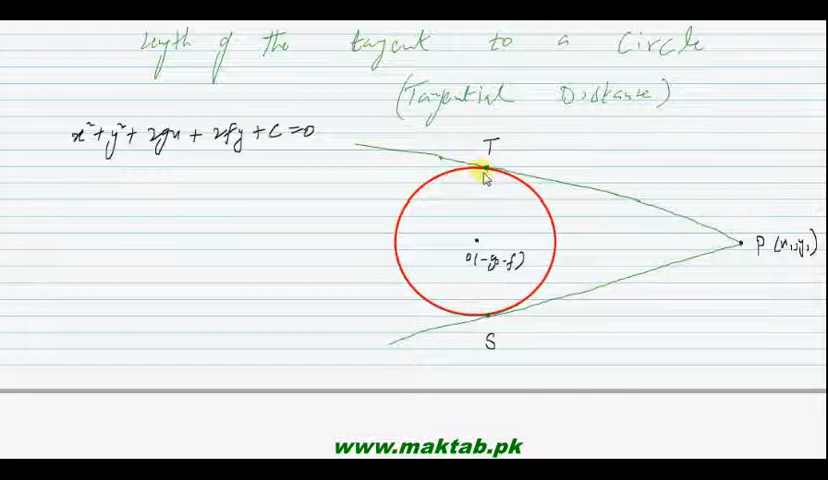 length of the tangent to a Circle
(Tangential Distance)
x²+y²+2gx+2fy+c=0
T
P(x₁,y₁)
O(-g,-f)
S
www.maktab.pk